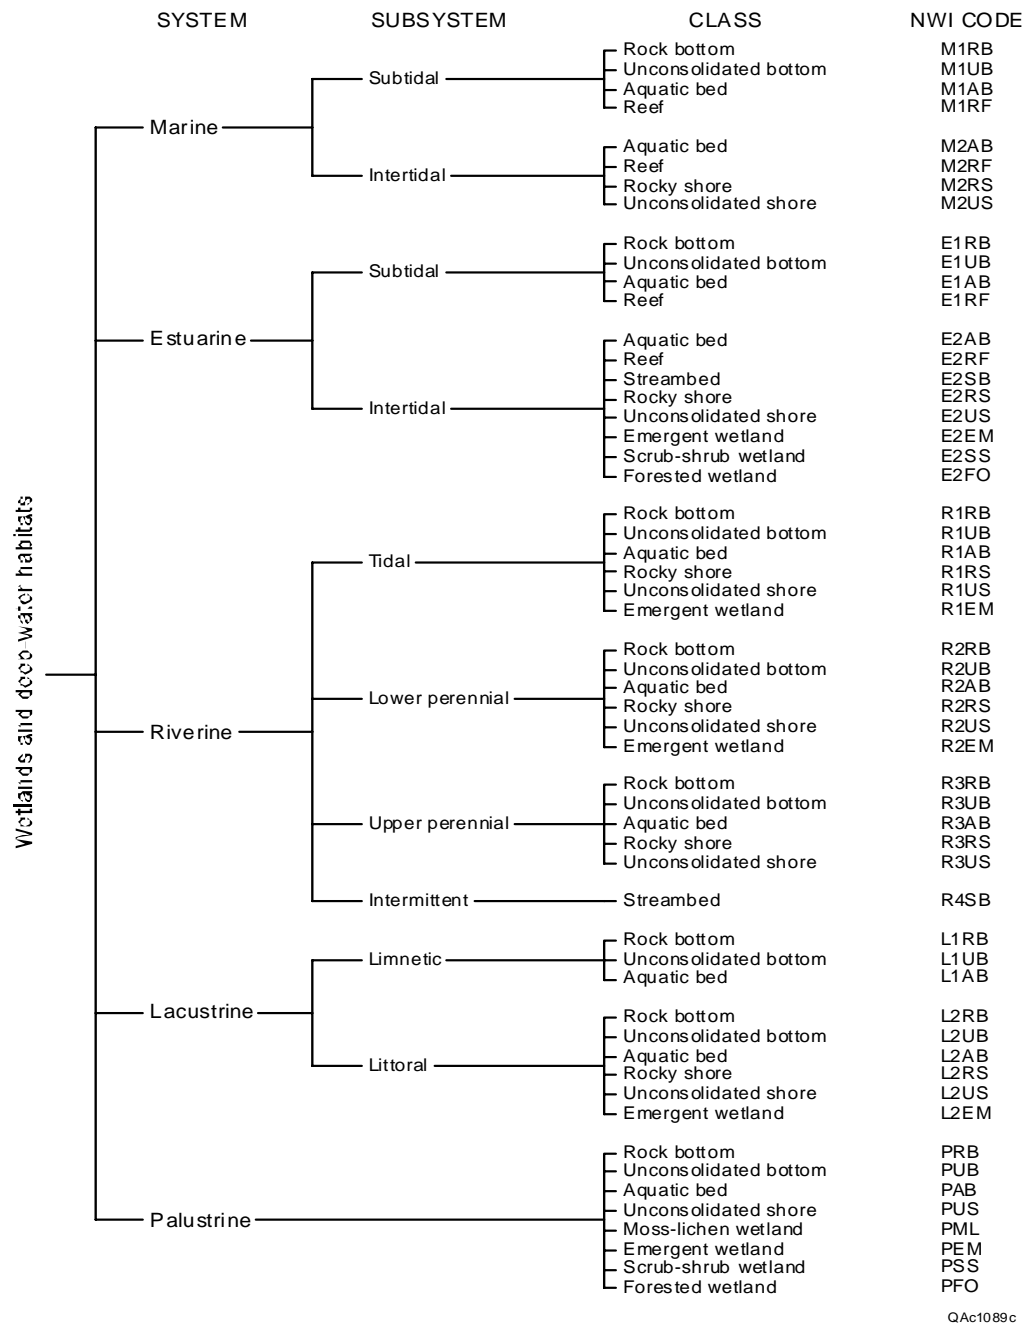 SYSTEM SUBSYSTEM CLASS NWI CODE
Wetlands and deep-water habitats
Marine
Subtidal
Rock bottom M1RB
Unconsolidated bottom M1UB
Aquatic bed M1AB
Reef M1RF
Intertidal
Aquatic bed M2AB
Reef M2RF
Rocky shore M2RS
Unconsolidated shore M2US
Estuarine
Subtidal
Rock bottom E1RB
Unconsolidated bottom E1UB
Aquatic bed E1AB
Reef E1RF
Intertidal
Aquatic bed E2AB
Reef E2RF
Streambed E2SB
Rocky shore E2RS
Unconsolidated shore E2US
Emergent wetland E2EM
Scrub-shrub wetland E2SS
Forested wetland E2FO
Riverine
Tidal
Rock bottom R1RB
Unconsolidated bottom R1UB
Aquatic bed R1AB
Rocky shore R1RS
Unconsolidated shore R1US
Emergent wetland R1EM
Lower perennial
Rock bottom R2RB
Unconsolidated bottom R2UB
Aquatic bed R2AB
Rocky shore R2RS
Unconsolidated shore R2US
Emergent wetland R2EM
Upper perennial
Rock bottom R3RB
Unconsolidated bottom R3UB
Aquatic bed R3AB
Rocky shore R3RS
Unconsolidated shore R3US
Intermittent
Streambed R4SB
Lacustrine
Limnetic
Rock bottom L1RB
Unconsolidated bottom L1UB
Aquatic bed L1AB
Littoral
Rock bottom L2RB
Unconsolidated bottom L2UB
Aquatic bed L2AB
Rocky shore L2RS
Unconsolidated shore L2US
Emergent wetland L2EM
Palustrine
Rock bottom PRB
Unconsolidated bottom PUB
Aquatic bed PAB
Unconsolidated shore PUS
Moss-lichen wetland PML
Emergent wetland PEM
Scrub-shrub wetland PSS
Forested wetland PFO
QAc1089c